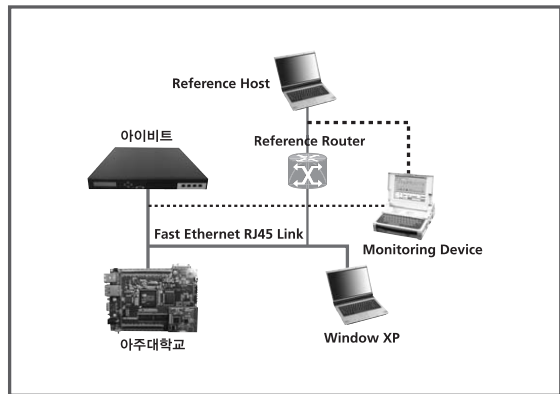 Reference Host
아이비트
Reference Router
Fast Ethernet RJ45 Link
Monitoring Device
아주대학교
Window XP